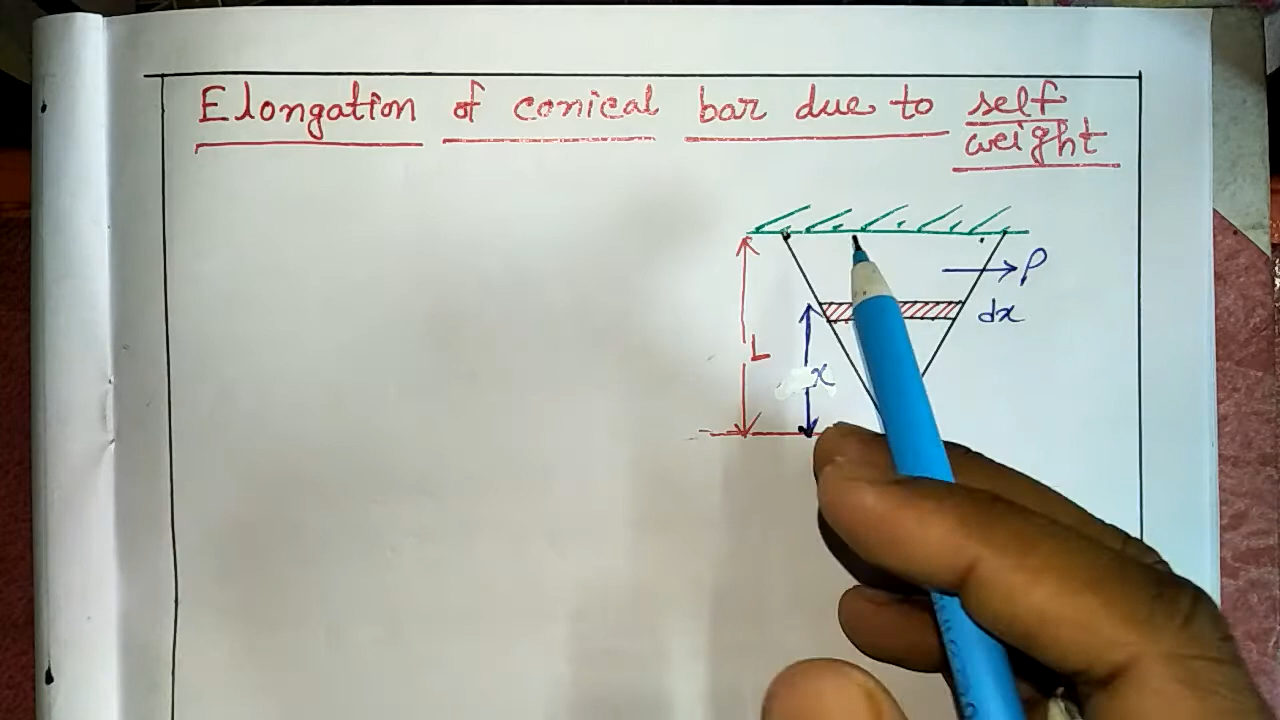 Elongation of conical bar due to self
weight
ρ
dx
L
x